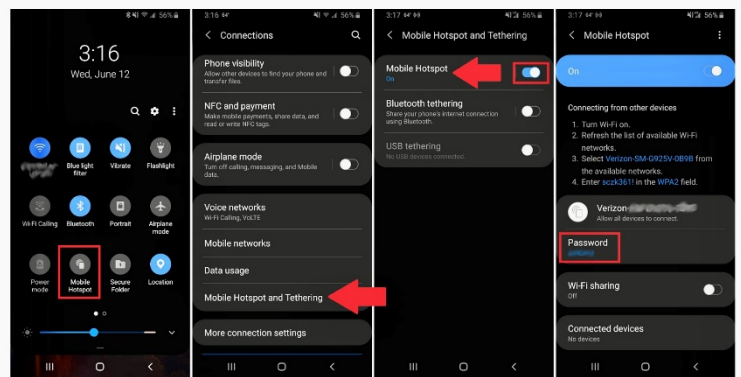 56%
3:16
Wed, June 12
Blue light
filter
Vibrate
Flashlight
Wi-Fi Calling
Bluetooth
Portrait
Airplane
mode
Power
mode
Mobile
Hotspot
Secure
Folder
Location
3:16
56%
Connections
Phone visibility
Allow other devices to find your phone and
transfer files.
NFC and payment
Make mobile payments, share data, and
read or write NFC tags.
Airplane mode
Turn off calling, messaging, and Mobile
data.
Voice networks
Wi-Fi Calling, VoLTE
Mobile networks
Data usage
Mobile Hotspot and Tethering
More connection settings
3:17
56%
Mobile Hotspot and Tethering
Mobile Hotspot
On
Bluetooth tethering
Share your phone's internet connection
using Bluetooth.
USB tethering
No USB devices connected.
3:17
56%
Mobile Hotspot
On
Connecting from other devices
1. Turn Wi-Fi on.
2. Refresh the list of available Wi-Fi
networks.
3. Select Verizon-SM-G925V-0B9B from
the available networks.
4. Enter sczk361! in the WPA2 field.
Verizon-
Allow all devices to connect.
Password
Wi-Fi sharing
Off
Connected devices
No devices